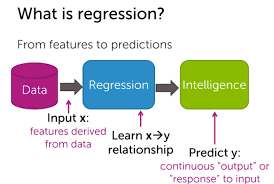 What is regression?
From features to predictions
Data
Regression
Intelligence
Input x:
features derived
from data
Learn x→y
relationship
Predict y:
continuous "output" or
"response" to input